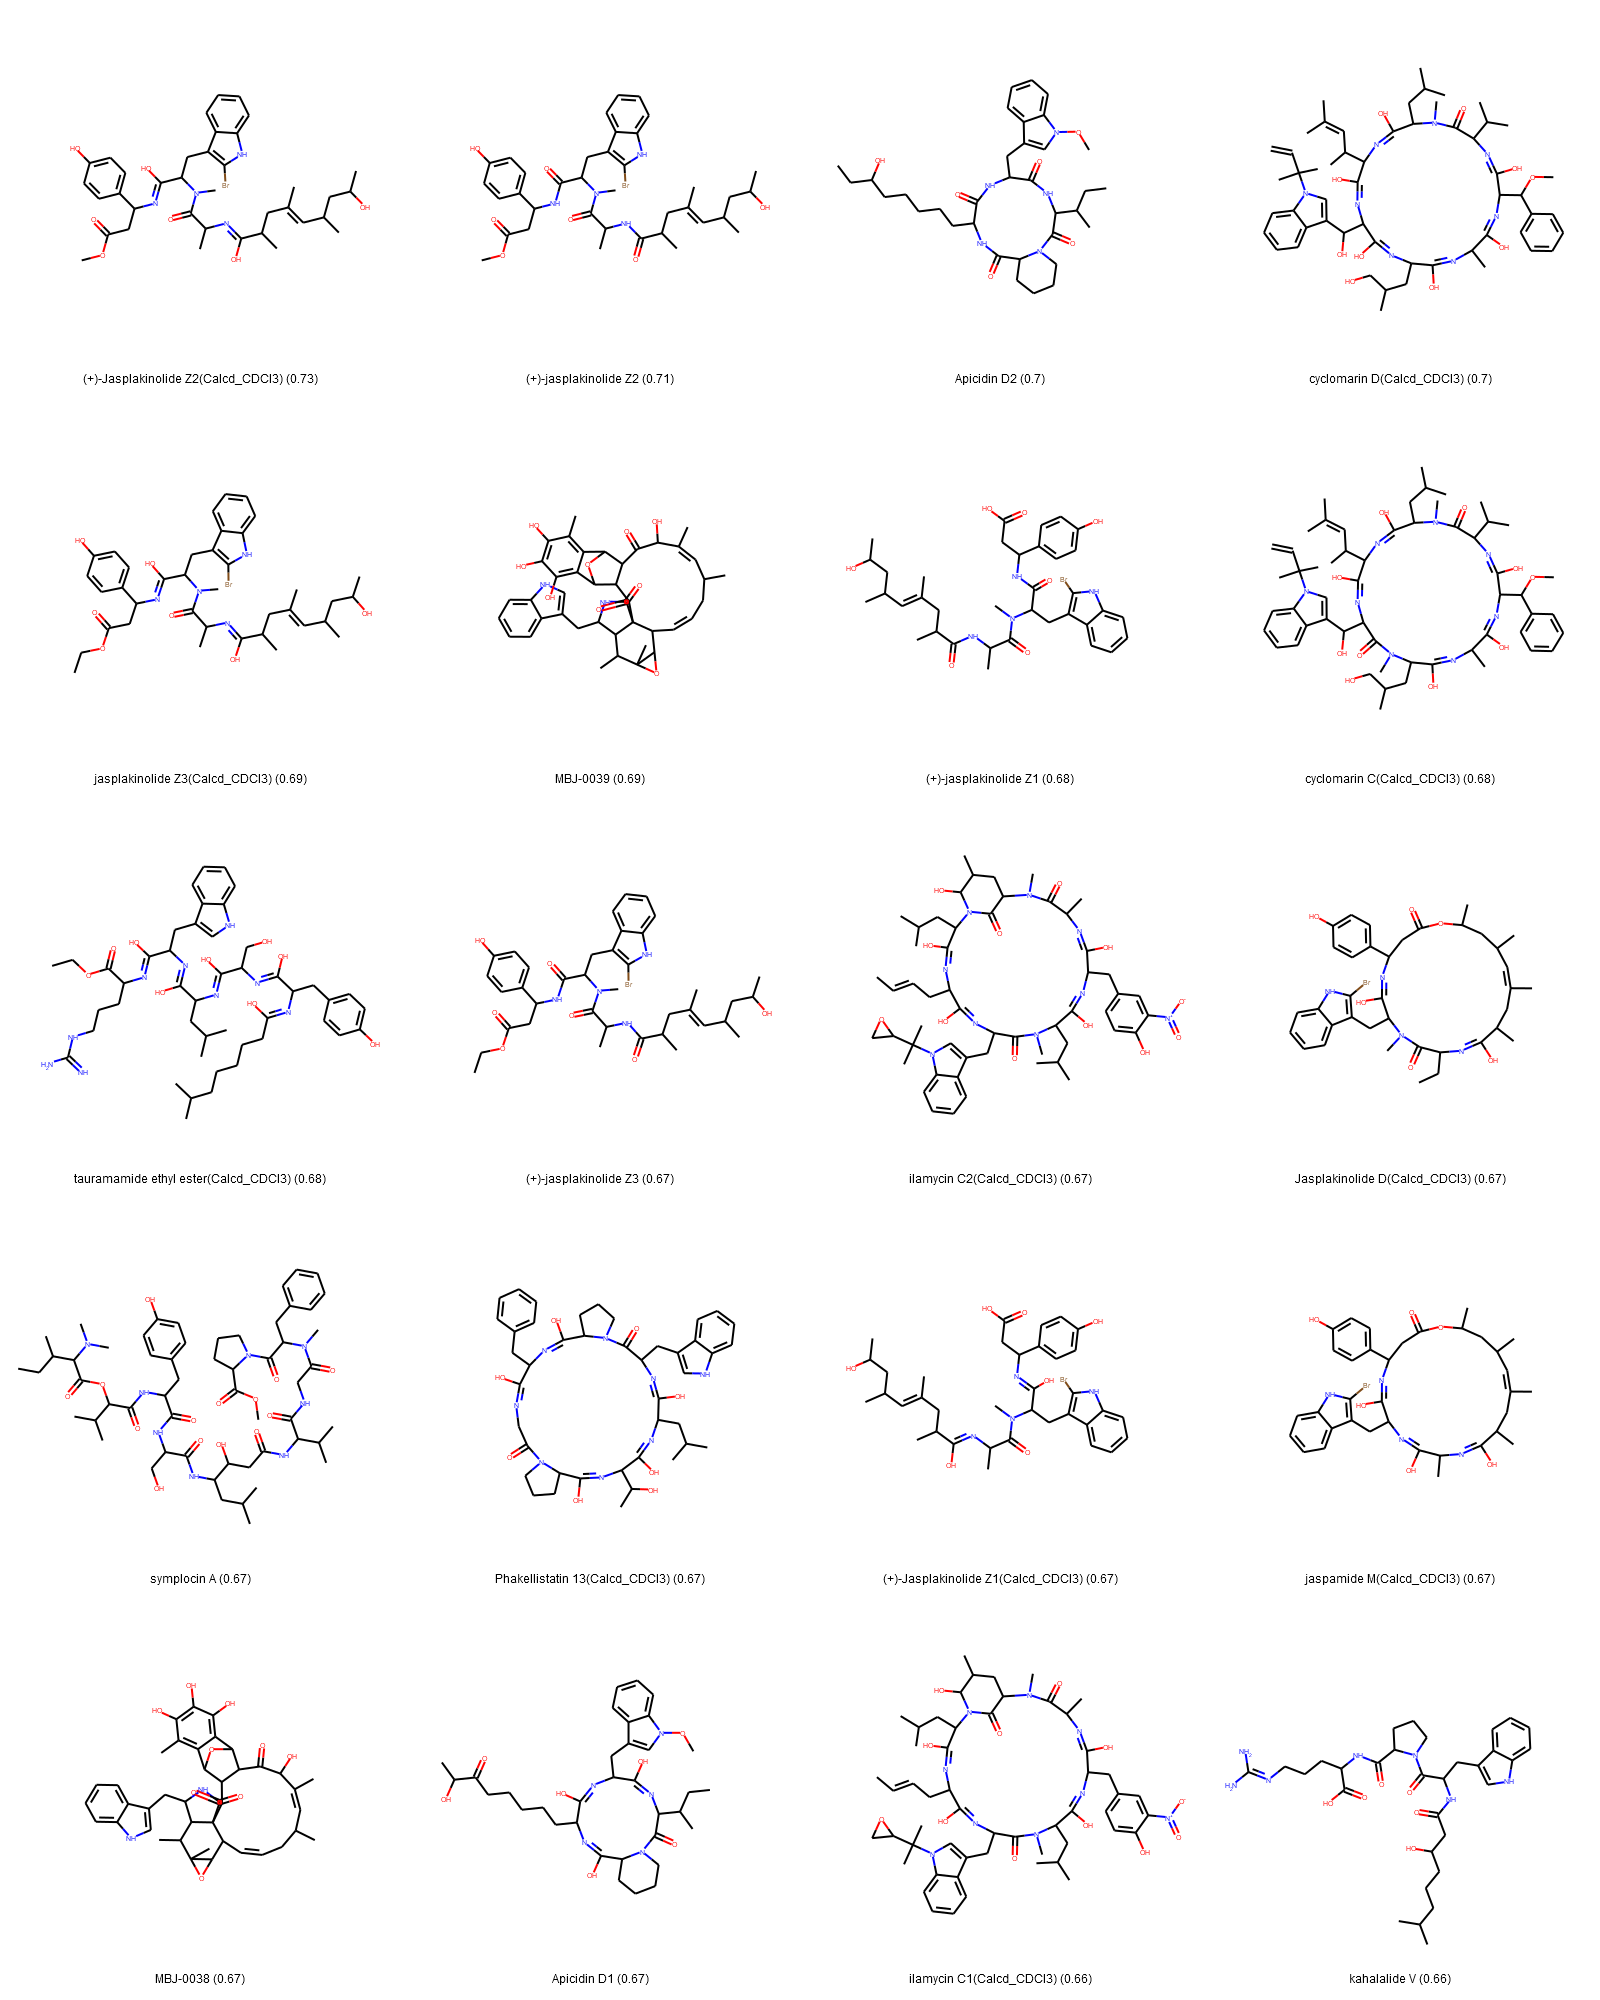 (+)-Jasplakinolide Z2(Calcd_CDCl3) (0.73)
(+)-jasplakinolide Z2 (0.71)
Apicidin D2 (0.7)
cyclomarin D(Calcd_CDCl3) (0.7)
jasplakinolide Z3(Calcd_CDCl3) (0.69)
MBJ-0039 (0.69)
(+)-jasplakinolide Z1 (0.68)
cyclomarin C(Calcd_CDCl3) (0.68)
tauramamide ethyl ester(Calcd_CDCl3) (0.68)
(+)-jasplakinolide Z3 (0.67)
ilamycin C2(Calcd_CDCl3) (0.67)
Jasplakinolide D(Calcd_CDCl3) (0.67)
symplocin A (0.67)
Phakellistatin 13(Calcd_CDCl3) (0.67)
(+)-Jasplakinolide Z1(Calcd_CDCl3) (0.67)
jaspamide M(Calcd_CDCl3) (0.67)
MBJ-0038 (0.67)
Apicidin D1 (0.67)
ilamycin C1(Calcd_CDCl3) (0.66)
kahalalide V (0.66)